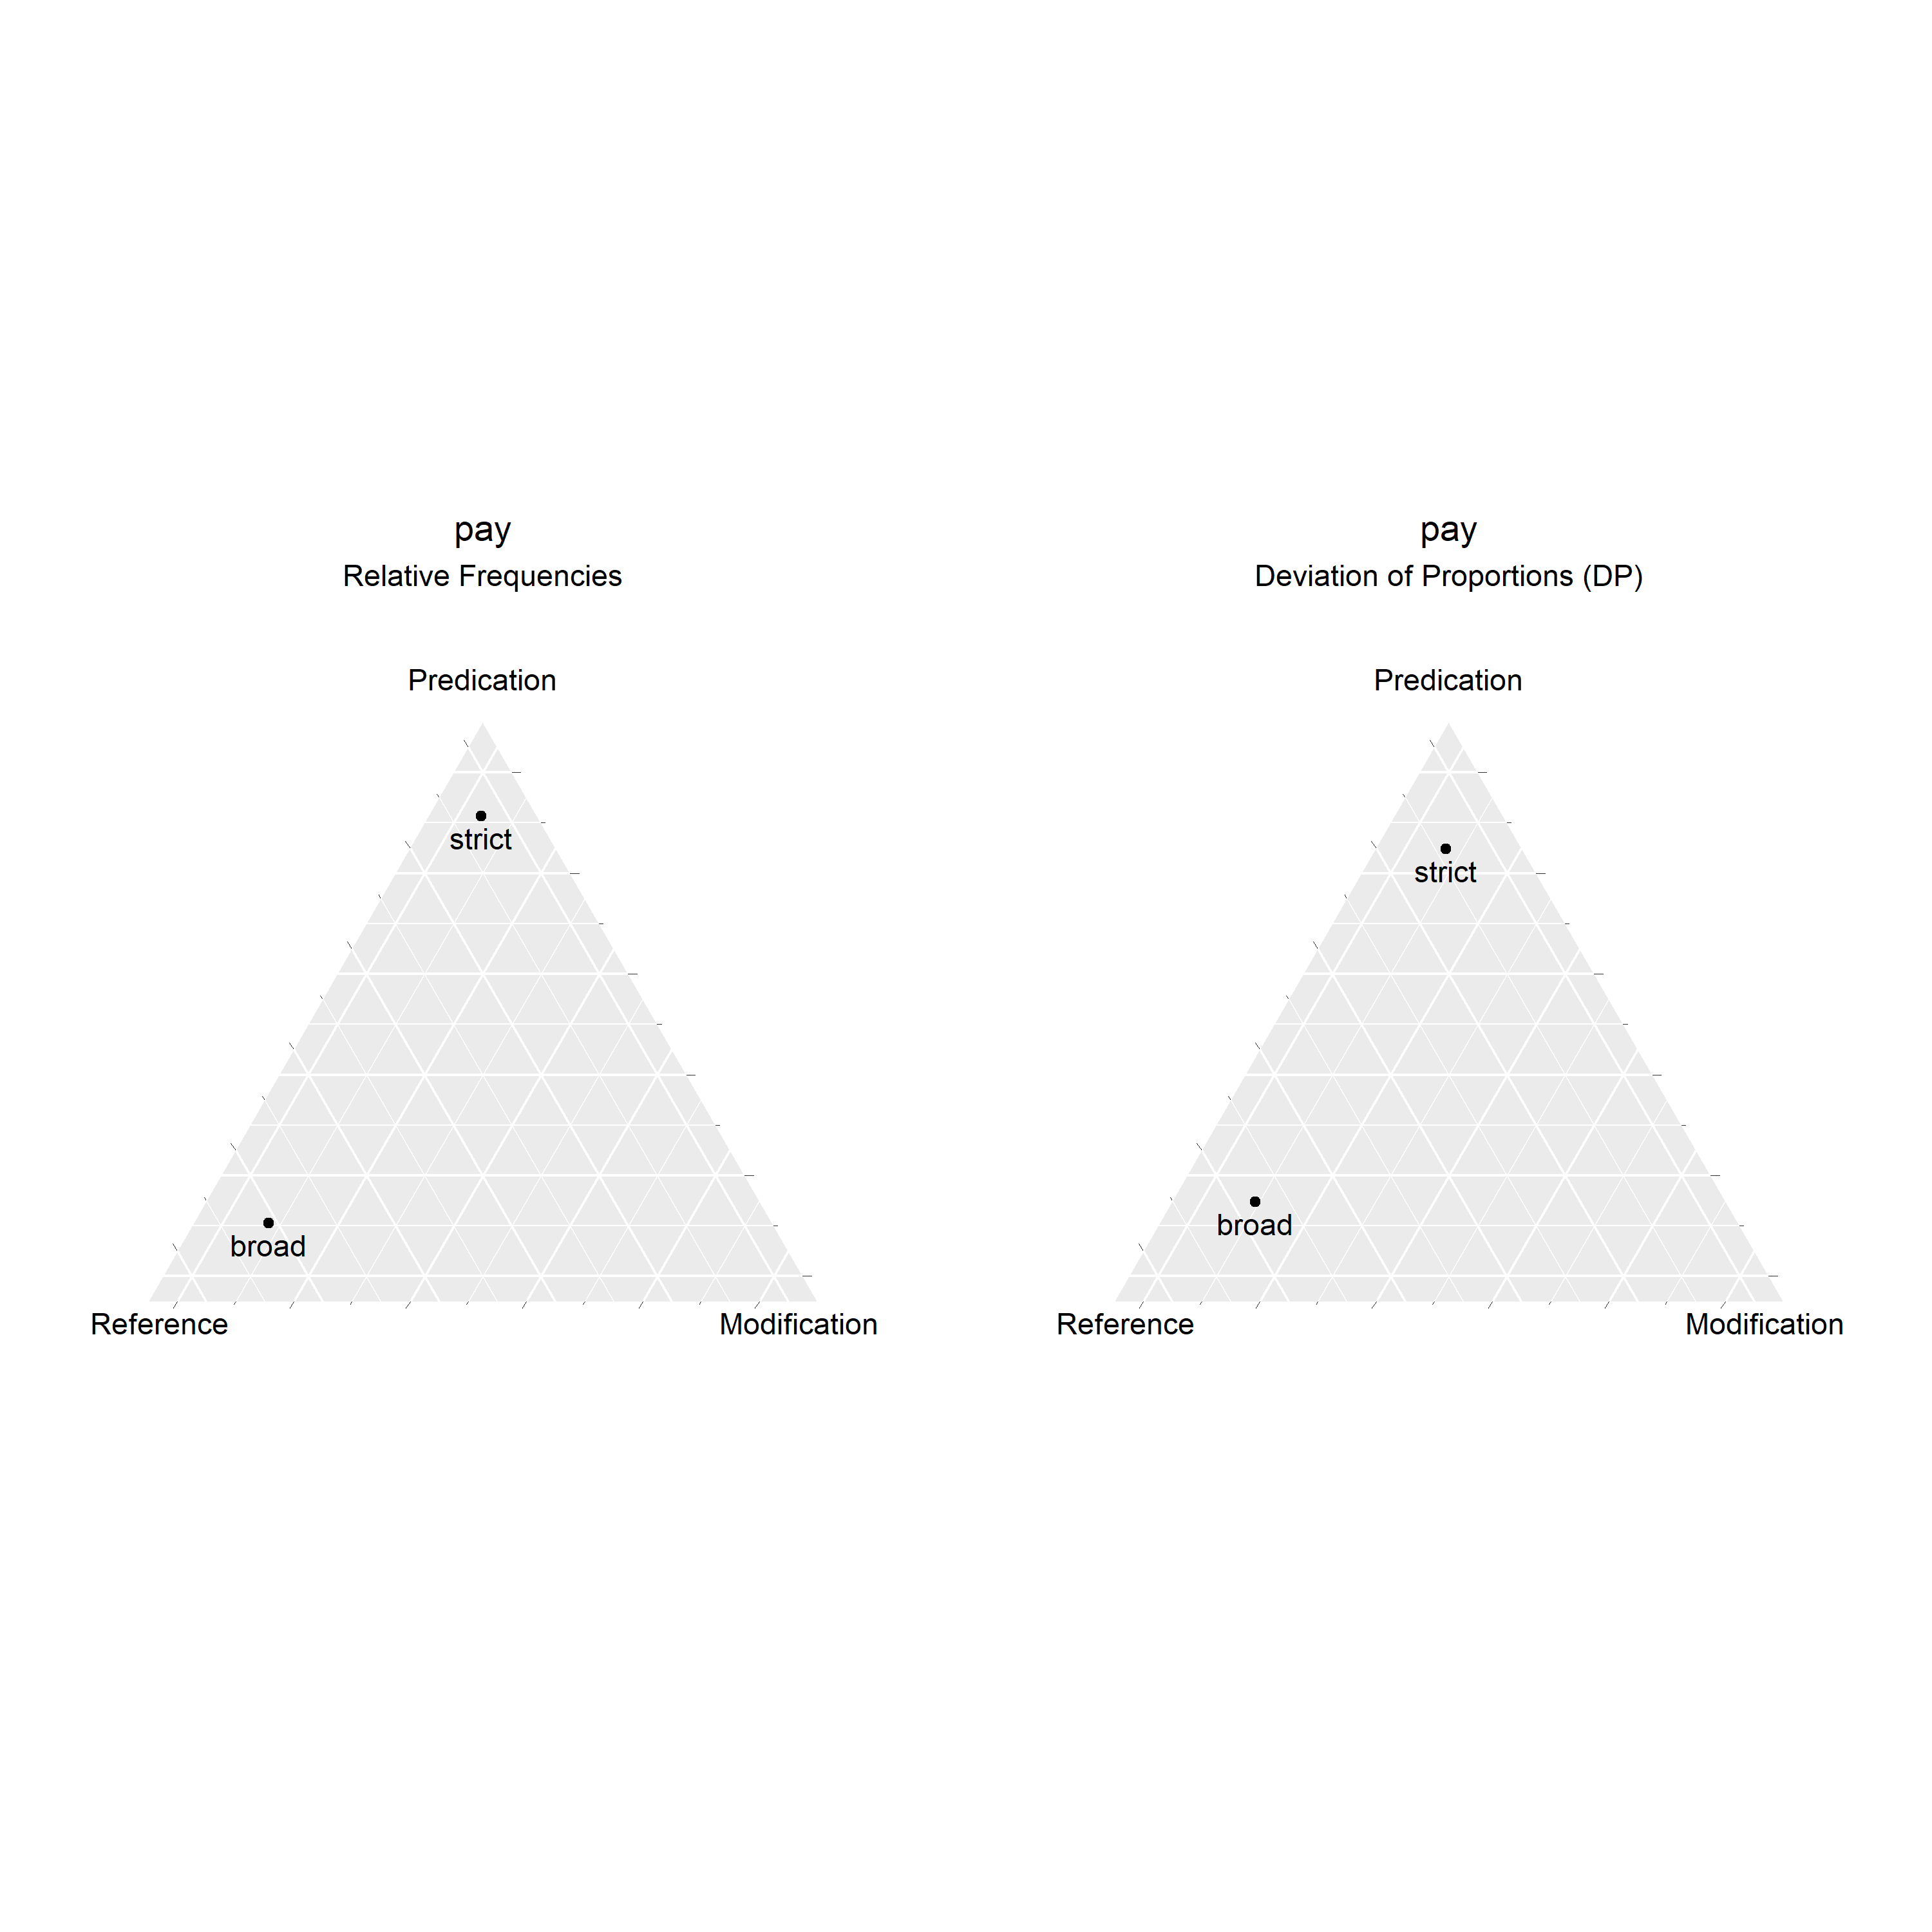 pay
Relative Frequencies
Predication
strict
broad
Reference
Modification
pay
Deviation of Proportions (DP)
Predication
strict
broad
Reference
Modification